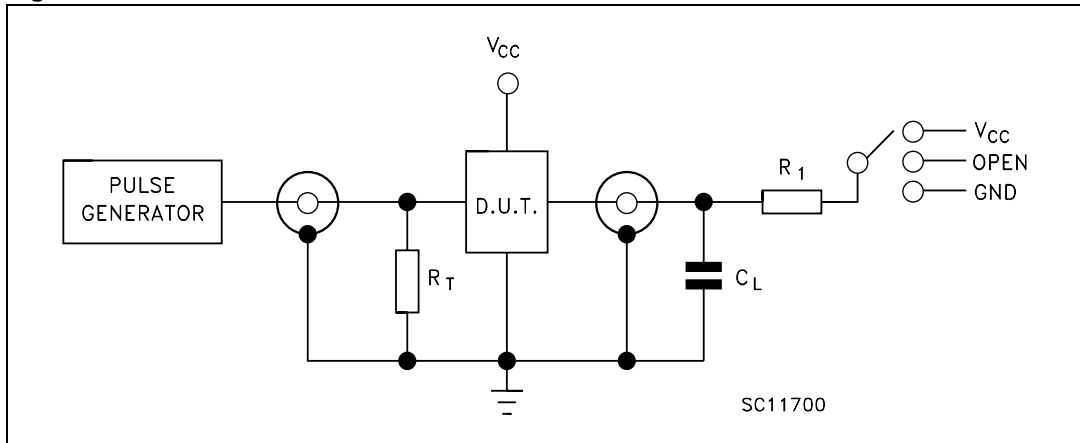 VCC
PULSE
GENERATOR
D.U.T.
RT
CL
R1
VCC
OPEN
GND
SC11700